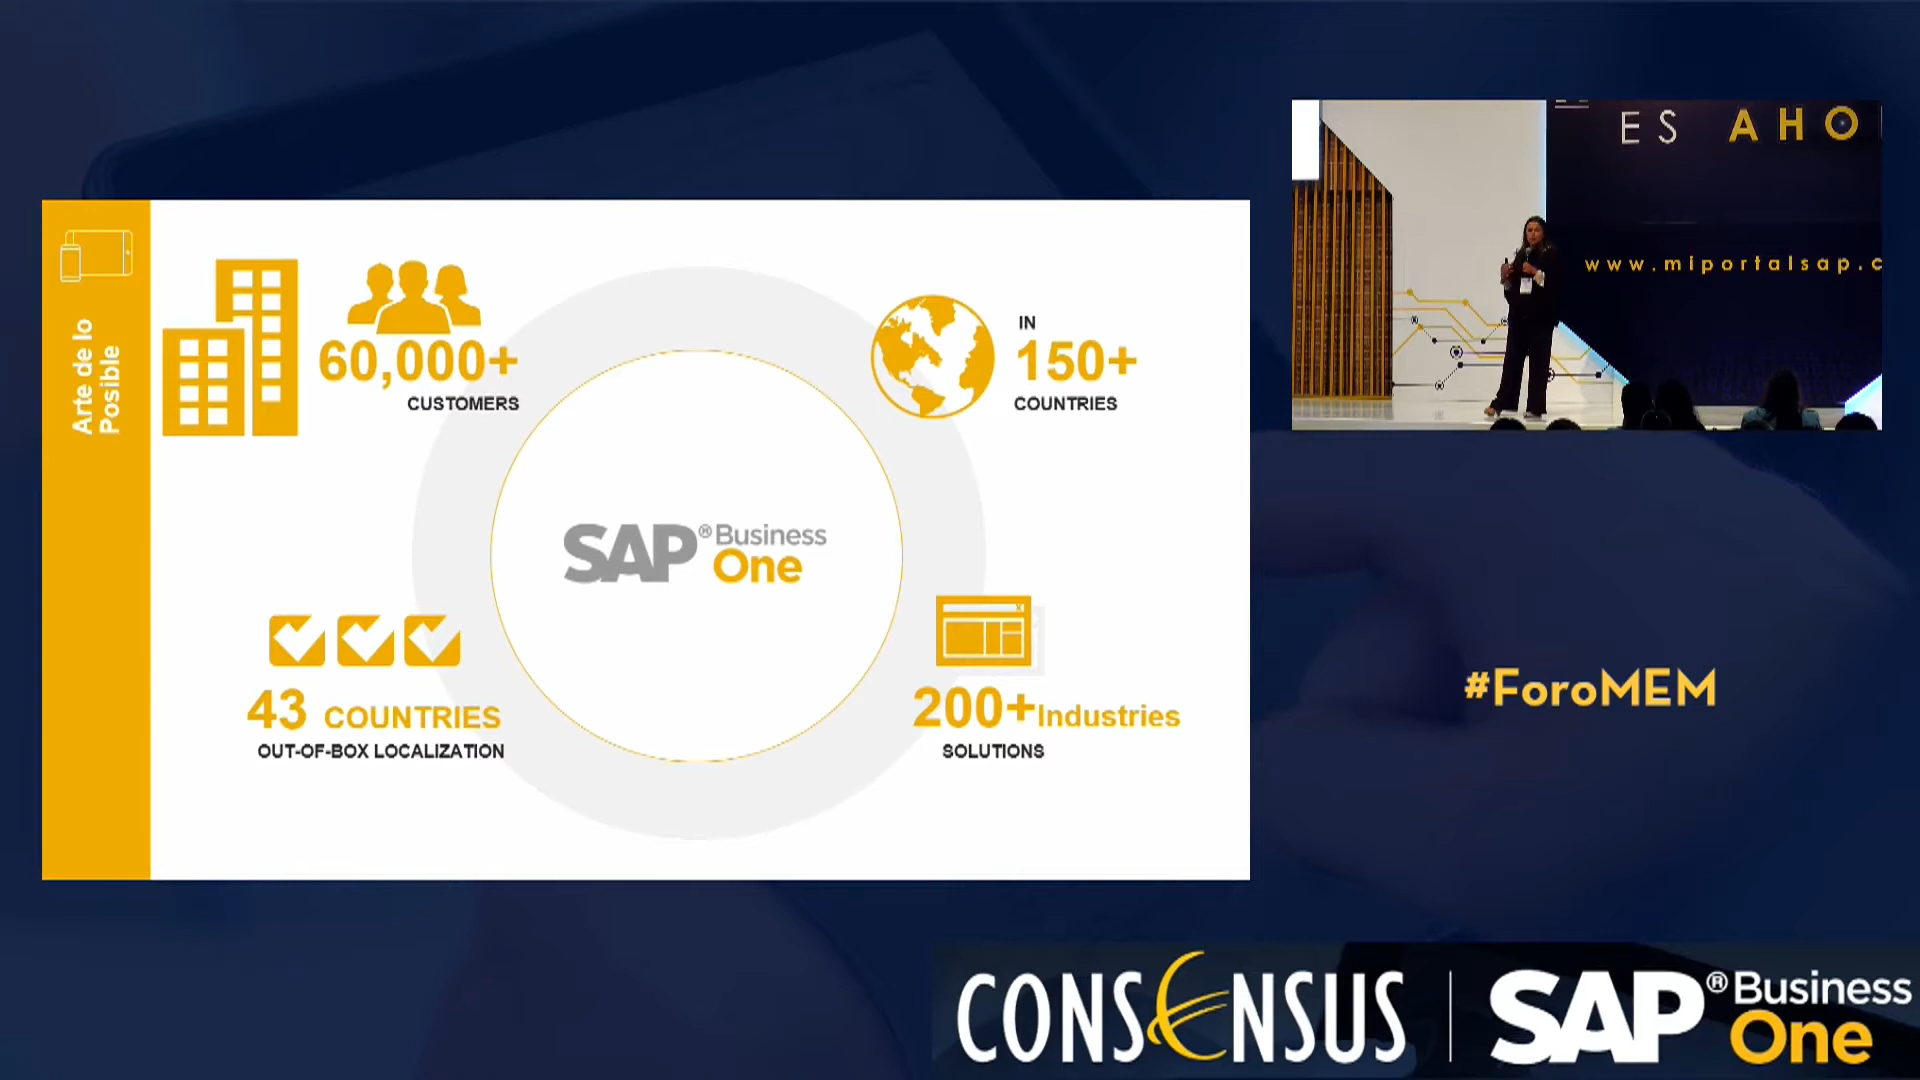 Arte de lo
Posible
60,000+
CUSTOMERS
IN
150+
COUNTRIES
SAP® Business
One
43 COUNTRIES
OUT-OF-BOX LOCALIZATION
200+Industries
SOLUTIONS
ES AHO
www.miportalsap.c
#ForoMEM
CONSENSUS
SAP® Business
One